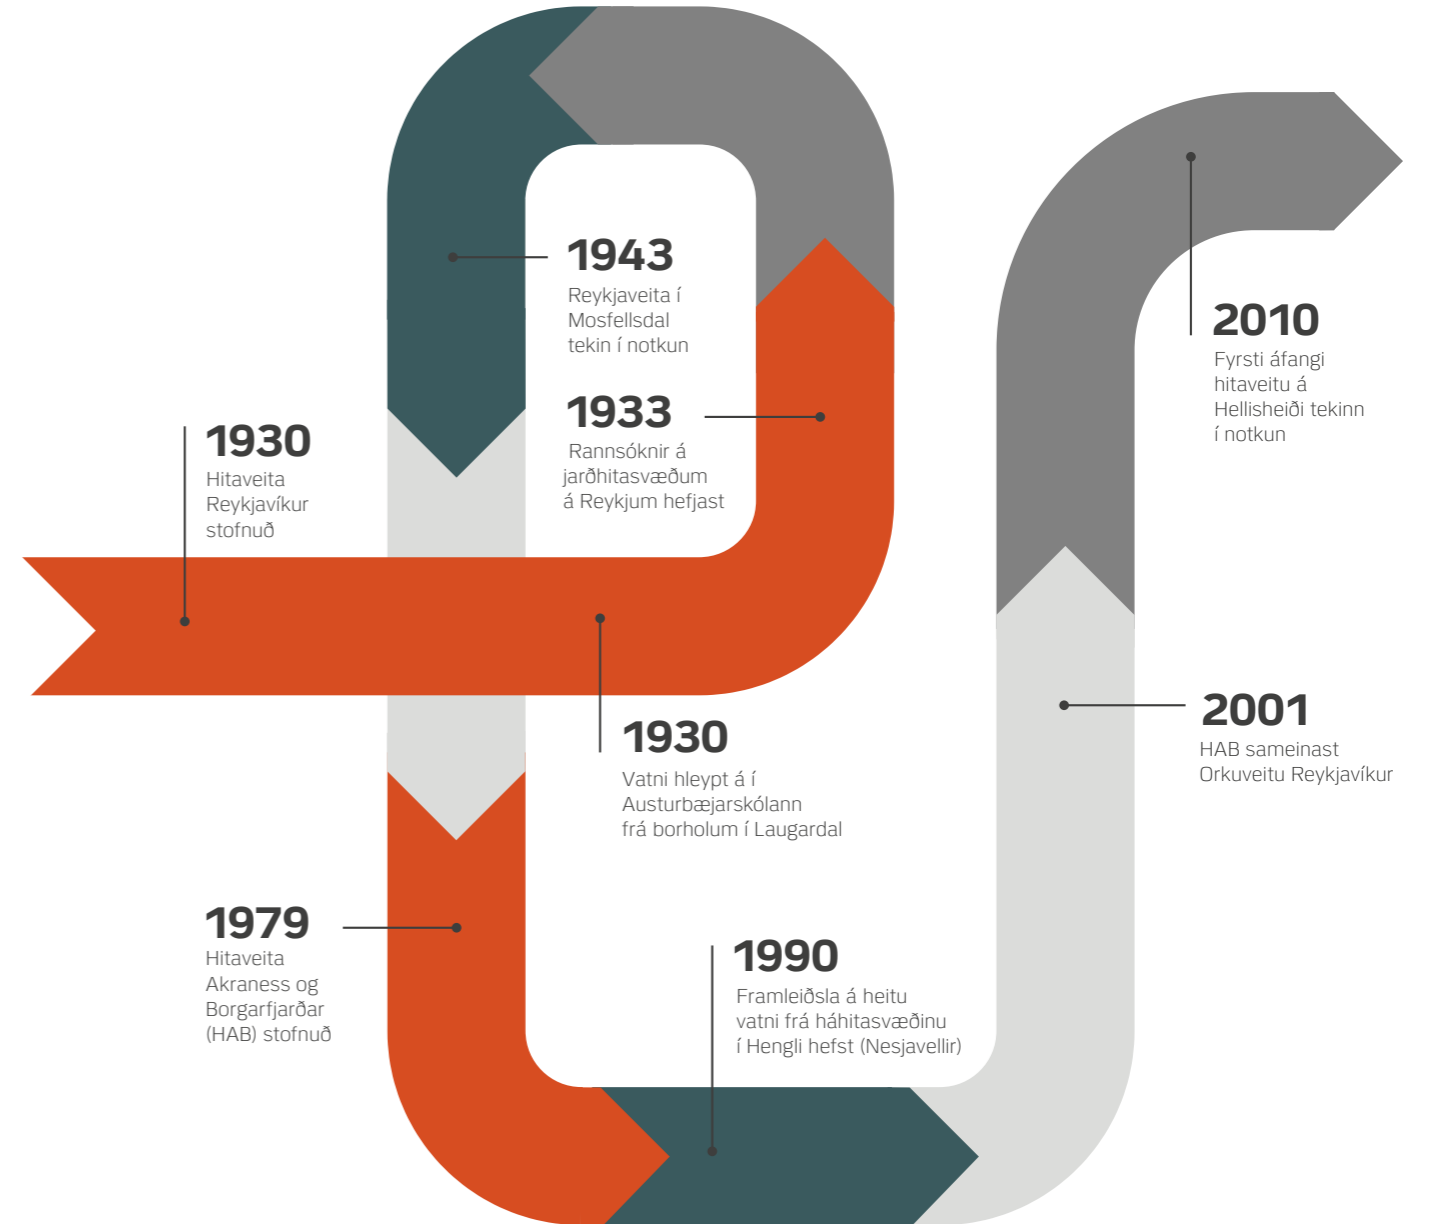 1930
Hitaveita
Reykjavíkur
stofnuð
1930
Vatni hleypt á í
Austurbæjarskólann
frá borholum í Laugardal
1933
Rannsóknir á
jarðhitasvæðum
á Reykjum hefjast
1943
Reykjaveita í
Mosfellsdal
tekin í notkun
1979
Hitaveita
Akraness og
Borgarfjarðar
(HAB) stofnuð
1990
Framleiðsla á heitu
vatni frá háhitasvæðinu
í Hengli hefst (Nesjavellir)
2001
HAB sameinast
Orkuveitu Reykjavíkur
2010
Fyrsti áfangi
hitaveitu á
Hellisheiði tekinn
í notkun